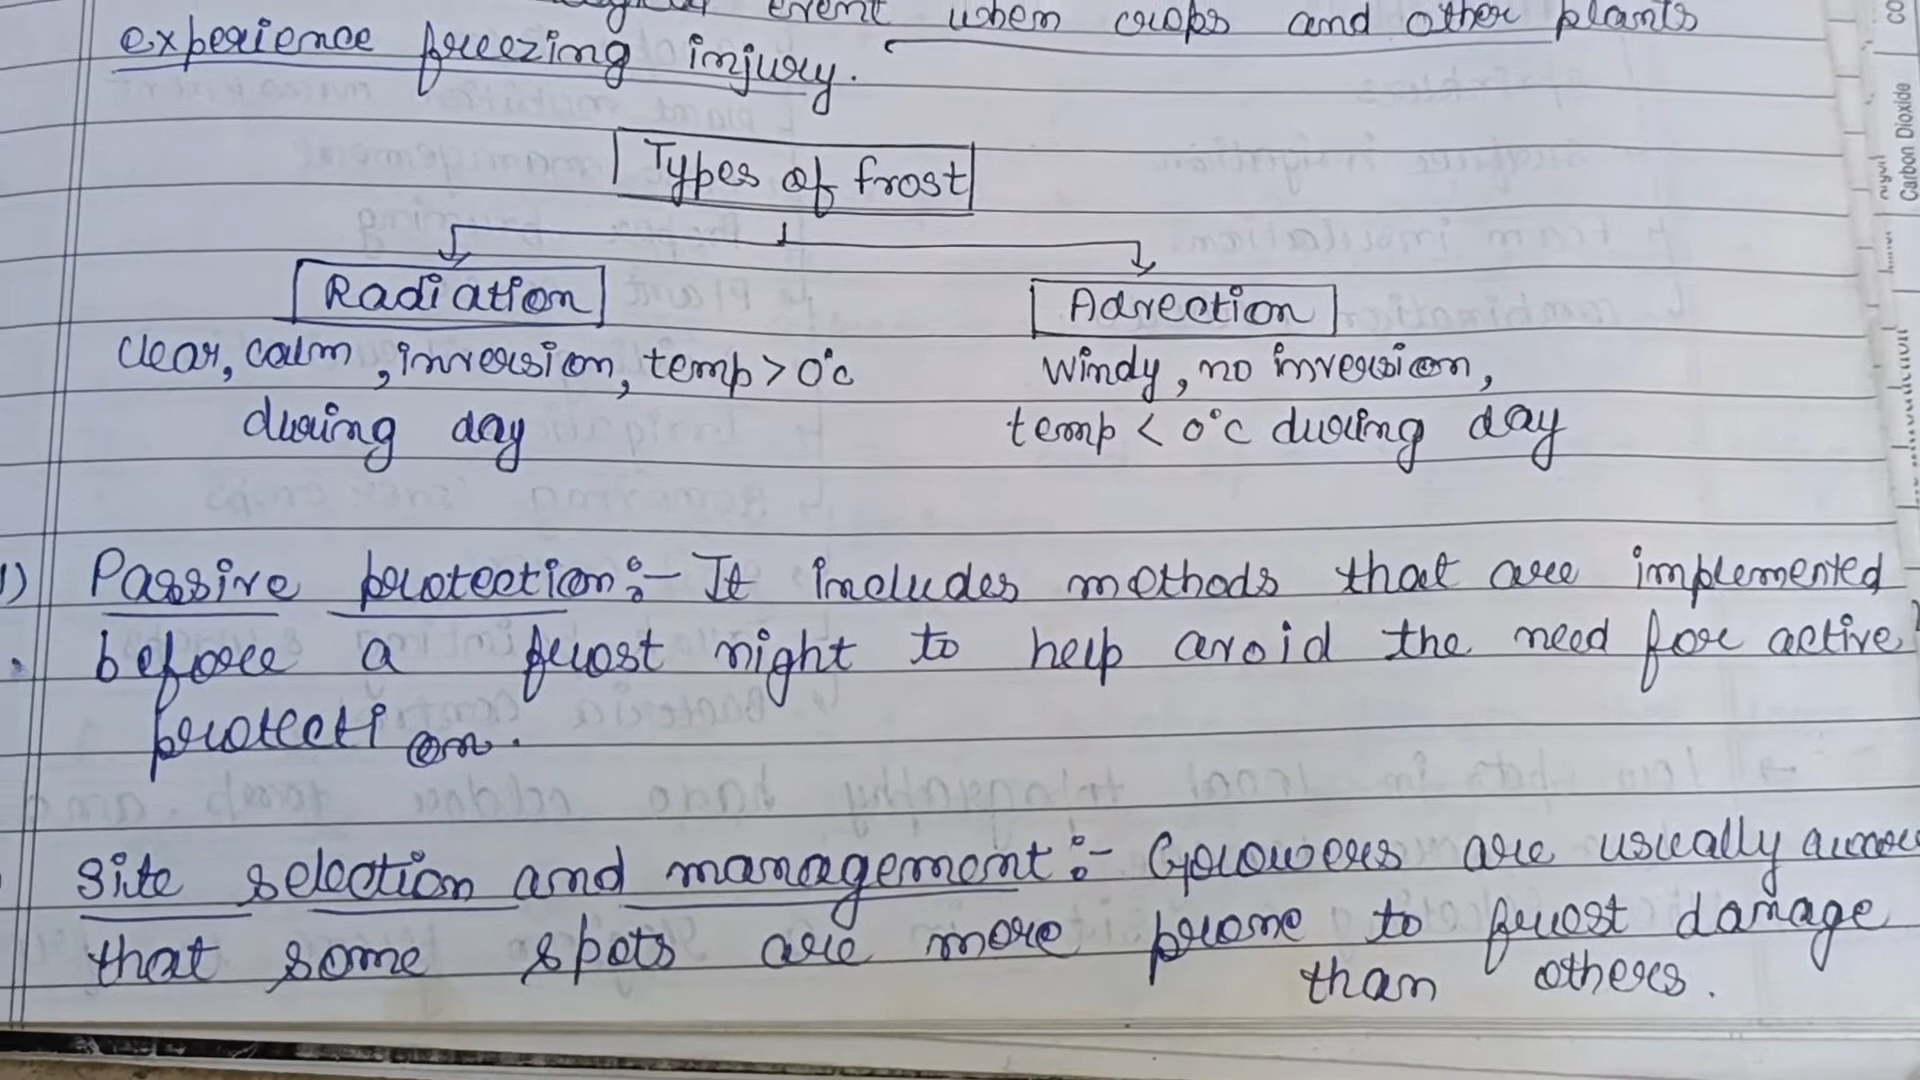 event when crops and other plants
experience freezing injury.
Types of frost
Radiation
Advection
clear, calm, inversion, temp > 0°c
during day
windy, no inversion,
temp < 0°c during day
1) Passive protection :- It includes methods that are implemented
before a frost night to help avoid the need for active
protection.
Site selection and management :- Growers are usually
that some spots are more prone to frost damage
than others.
Carbon Dioxide